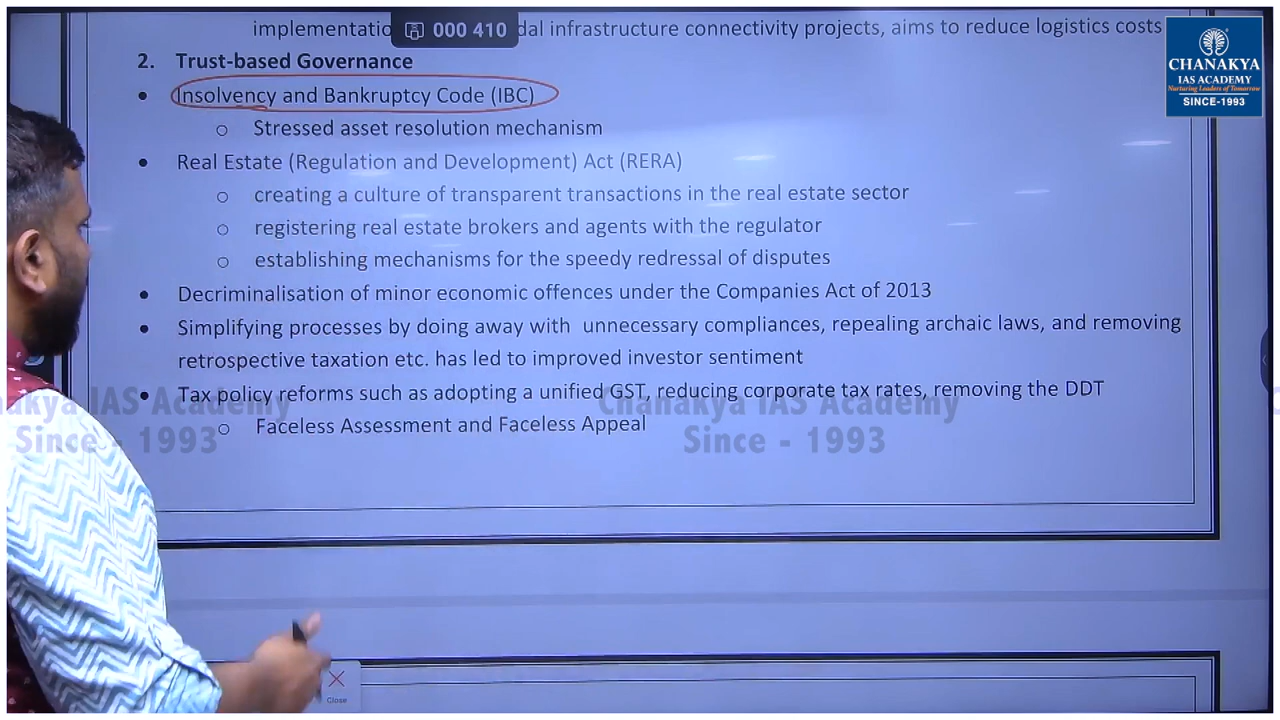 implementatio
000 410
dal infrastructure connectivity projects, aims to reduce logistics costs
CHANAKYA
IAS ACADEMY
Nurturing Leaders of Tomorrow
SINCE-1993
2. Trust-based Governance
• Insolvency and Bankruptcy Code (IBC)
o Stressed asset resolution mechanism
• Real Estate (Regulation and Development) Act (RERA)
o creating a culture of transparent transactions in the real estate sector
o registering real estate brokers and agents with the regulator
o establishing mechanisms for the speedy redressal of disputes
• Decriminalisation of minor economic offences under the Companies Act of 2013
• Simplifying processes by doing away with unnecessary compliances, repealing archaic laws, and removing
retrospective taxation etc. has led to improved investor sentiment
• Tax policy reforms such as adopting a unified GST, reducing corporate tax rates, removing the DDT
o Faceless Assessment and Faceless Appeal
akya IAS Academy
Since - 1993
Chanakya IAS Academy
Since - 1993
Close